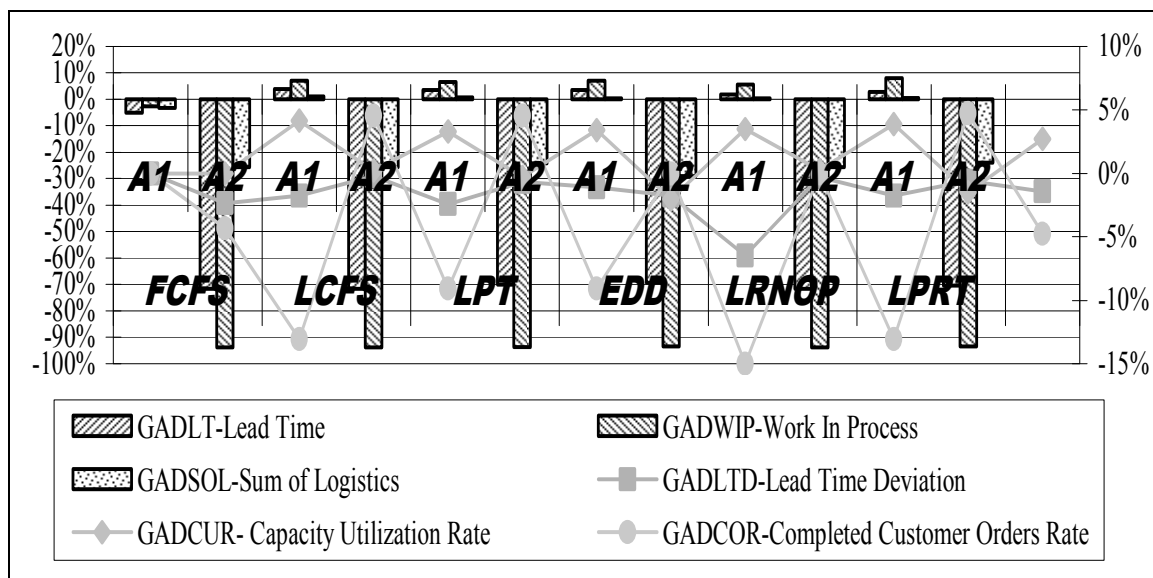 20% 10%
10%
0% 5%
-10%
-20%
-30% A1 A2 A1 A2 A1 A2 A1 A2 A1 A2 A1 A2 0%
-40%
-50% -5%
-60%
-70% FCFS LCFS LPT EDD LRNOP LPRT
-80% -10%
-90%
-100% -15%
GADLT-Lead Time GADWIP-Work In Process
GADSOL-Sum of Logistics GADLTD-Lead Time Deviation
GADCUR- Capacity Utilization Rate GADCOR-Completed Customer Orders Rate